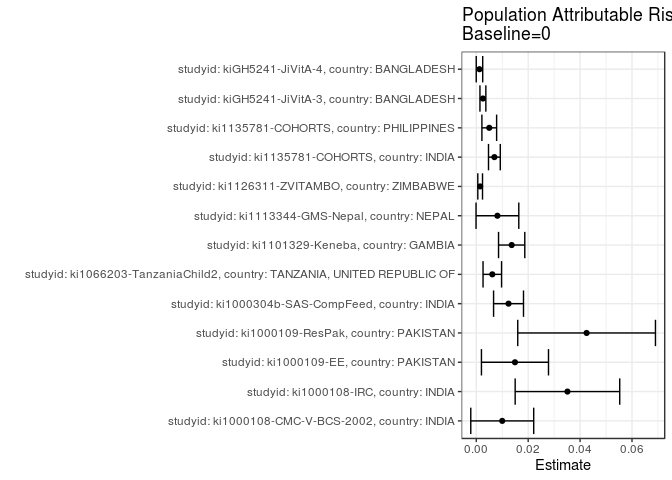 Population Attributable Ris
Baseline=0
studyid: kiGH5241-JiVitA-4, country: BANGLADESH
studyid: kiGH5241-JiVitA-3, country: BANGLADESH
studyid: ki1135781-COHORTS, country: PHILIPPINES
studyid: ki1135781-COHORTS, country: INDIA
studyid: ki1126311-ZVITAMBO, country: ZIMBABWE
studyid: ki1113344-GMS-Nepal, country: NEPAL
studyid: ki1101329-Keneba, country: GAMBIA
studyid: ki1066203-TanzaniaChild2, country: TANZANIA, UNITED REPUBLIC OF
studyid: ki1000304b-SAS-CompFeed, country: INDIA
studyid: ki1000109-ResPak, country: PAKISTAN
studyid: ki1000109-EE, country: PAKISTAN
studyid: ki1000108-IRC, country: INDIA
studyid: ki1000108-CMC-V-BCS-2002, country: INDIA
0.00 0.02 0.04 0.06
Estimate